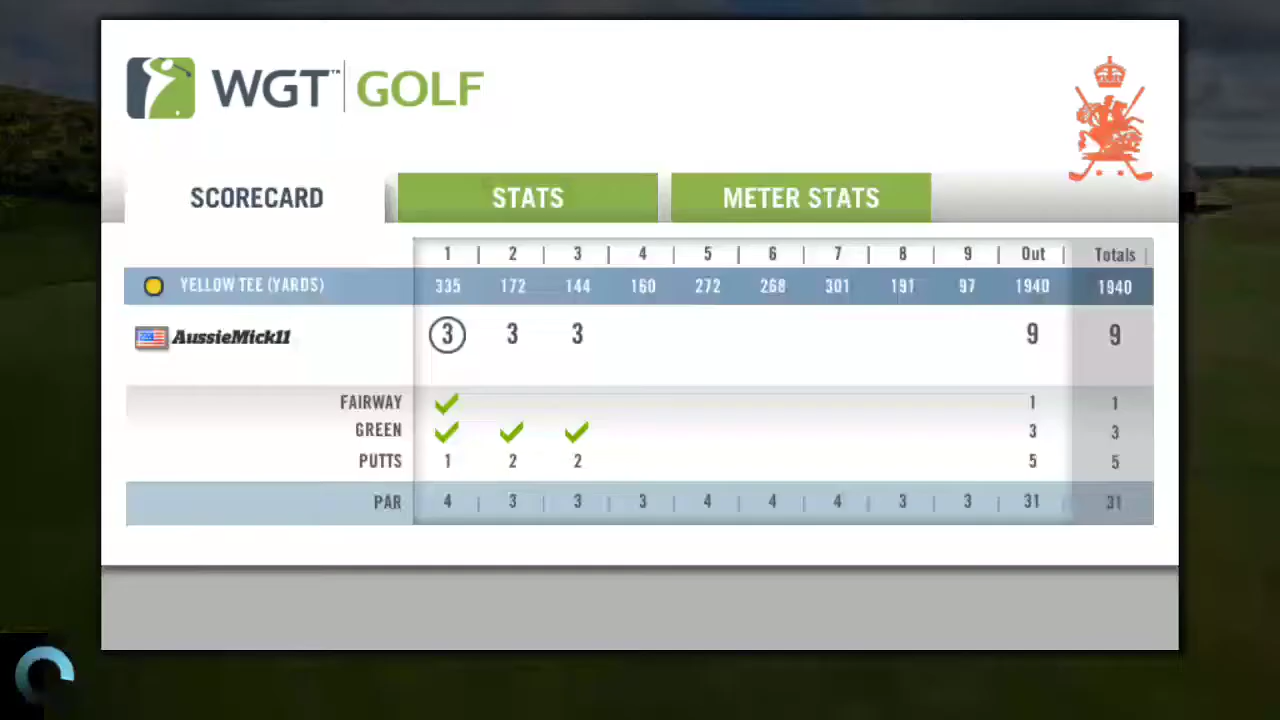 WGT™ GOLF
SCORECARD STATS METER STATS
1 | 2 | 3 | 4 | 5 | 6 | 7 | 8 | 9 | Out | Totals |
YELLOW TEE (YARDS) 335 172 144 160 272 268 301 191 97 1940 1940
AussieMick11 3 3 3 9 9
FAIRWAY 1 1
GREEN 3 3
PUTTS 1 2 2 5 5
PAR 4 | 3 | 3 | 3 | 4 | 4 | 4 | 3 | 3 | 31 31